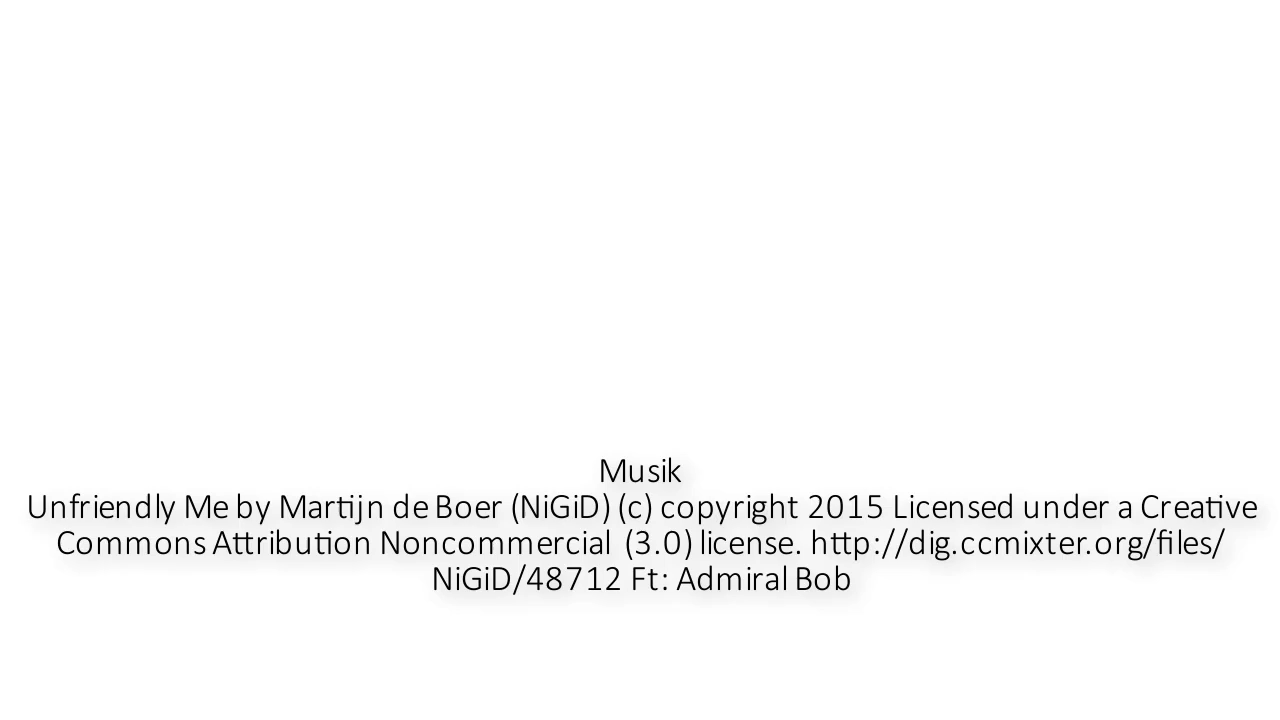 Musik
Unfriendly Me by Martijn de Boer (NiGiD) (c) copyright 2015 Licensed under a Creative
Commons Attribution Noncommercial (3.0) license. http://dig.ccmixter.org/files/
NiGiD/48712 Ft: Admiral Bob